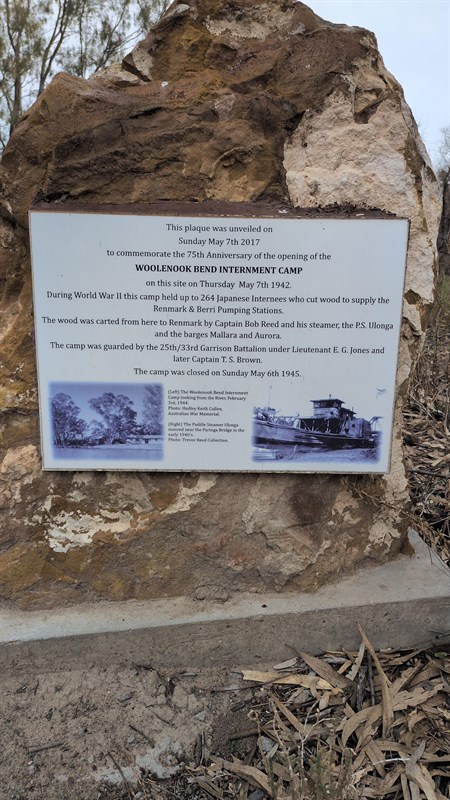 This plaque was unveiled on
Sunday May 7th 2017
to commemorate the 75th Anniversary of the opening of the
WOOLENOOK BEND INTERNMENT CAMP
on this site on Thursday May 7th 1942.
During World War II this camp held up to 264 Japanese Internees who cut wood to supply the
Renmark & Berri Pumping Stations.
The wood was carted from here to Renmark by Captain Bob Reed and his steamer, the P.S. Ulonga
and the barges Mallara and Aurora.
The camp was guarded by the 25th/33rd Garrison Battalion under Lieutenant E. G. Jones and
later Captain T. S. Brown.
The camp was closed on Sunday May 6th 1945.
(Left) The Woolenook Bend Internment
Camp looking from the River, February
3rd, 1944.
Photo: Hedley Keith Cullen,
Australian War Memorial.
(Right) The Paddle Steamer Ulonga
moored near the Paringa Bridge in the
early 1940's.
Photo: Trevor Reed Collection.